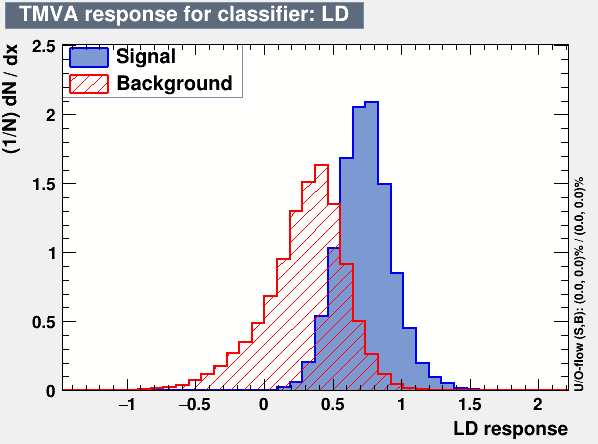 TMVA response for classifier: LD
(1/N) dN / dx
Signal
Background
2.5
2
1.5
1
0.5
0
−1
−0.5
0
0.5
1
1.5
2
LD response
U/O-flow (S,B): (0.0, 0.0)% / (0.0, 0.0)%